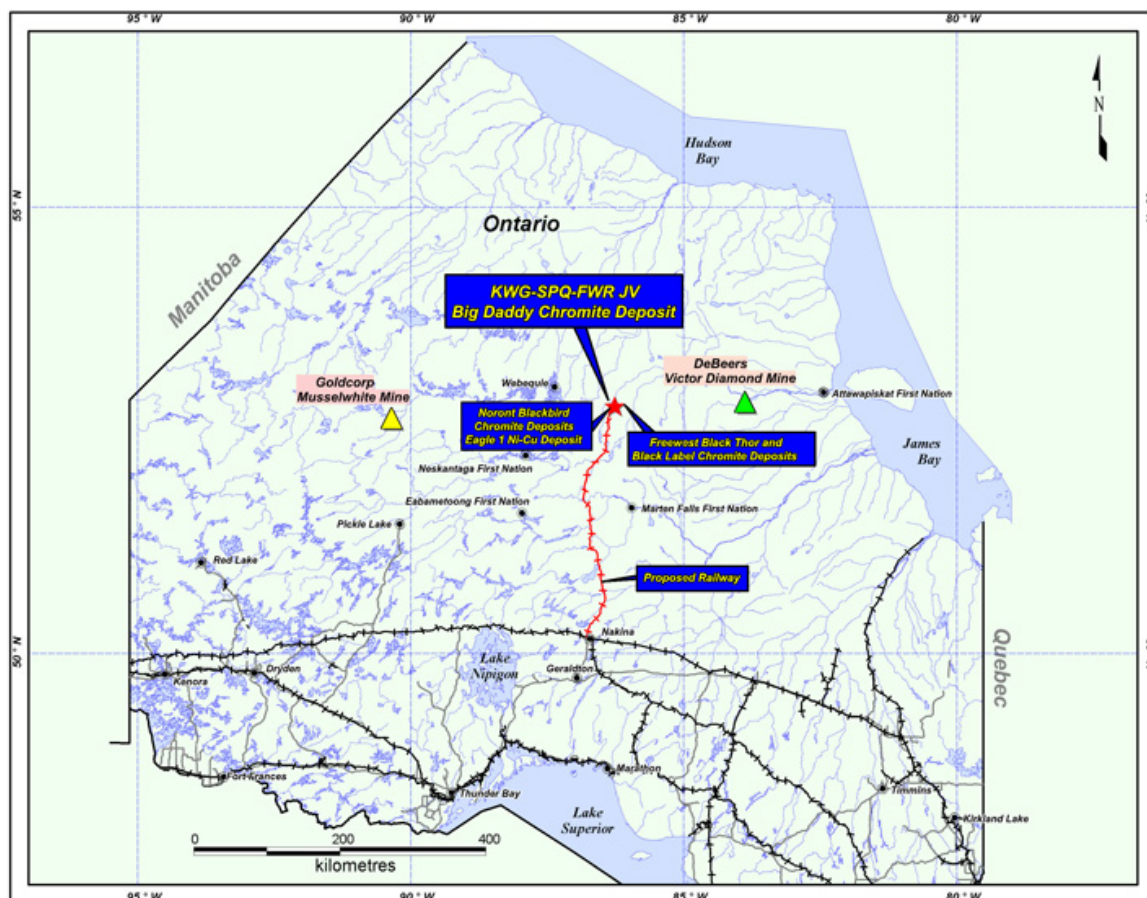 95 ° W
90 ° W
85 ° W
80 ° W
N
Hudson
Bay
55 ° N
Ontario
Manitoba
KWG-SPQ-FWR JV
Big Daddy Chromite Deposit
DeBeers
Victor Diamond Mine
Goldcorp
Musselwhite Mine
Webequie
Attawapiskat First Nation
Noront Blackbird
Chromite Deposits
Eagle 1 Ni-Cu Deposit
Freewest Black Thor and
Black Label Chromite Deposits
James
Bay
Neskantaga First Nation
Eabametoong First Nation
Marten Falls First Nation
Pickle Lake
Red Lake
Proposed Railway
Nakina
50 ° N
Quebec
Lake
Nipigon
Geraldton
Dryden
Kenora
Fort Frances
Marathon
Thunder Bay
Timmins
Kirkland Lake
Lake
Superior
0 200 400
kilometres
95 ° W
90 ° W
85 ° W
80 ° W